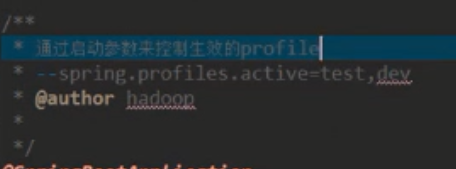 /**
 * 通过启动参数来控制生效的profile
 * --spring.profiles.active=test,dev
 * @author hadoop
 *
 */
@SpringBootApplication